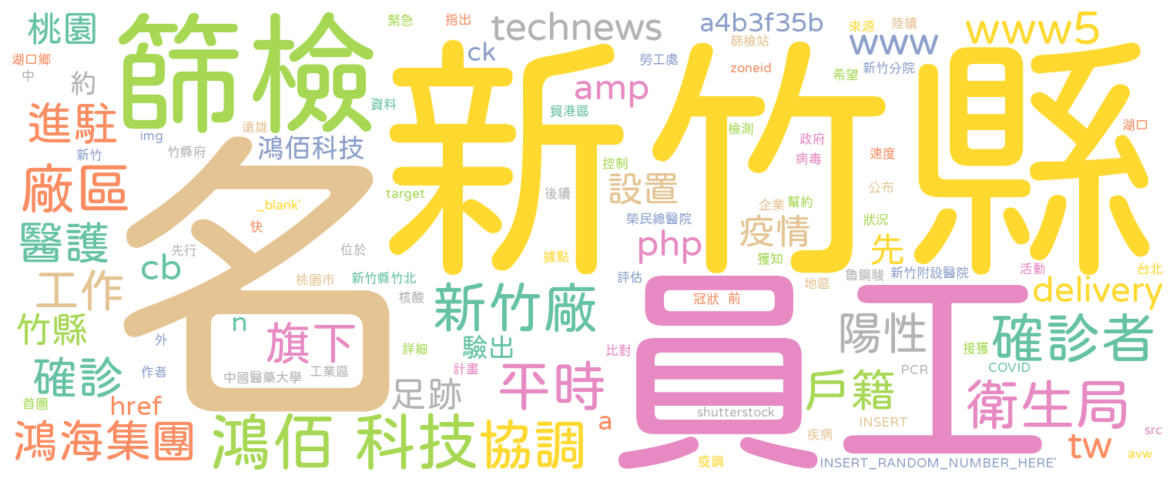 桃園
篩檢
緊急
指出
technews
a4b3f35b
來源
陸續
www5
湖口鄉
中
約
ck
篩檢站
勞工處
www
zoneid
新竹分院
希望
新竹縣
amp
資料
貿港區
進駐
img
遠雄
檢測
政府
湖口
新竹
竹縣府
鴻佰科技
病毒
速度
控制
廠區
名
target
後續
設置
企業
幫約
公布
_blank'
榮民總醫院
狀況
醫護
快
php
疫情
先
先行
位於
據點
獲知
cb
桃園市
新竹縣竹北
評估
地區
魯鋼駿
新竹附設醫院
活動
台北
工作
核酸
新竹廠
員工
冠狀
前
delivery
竹縣
n
旗下
陽性
確診者
外
驗出
詳細
比對
接獲
確診
作者
中國醫藥大學
工業區
計畫
平時
PCR
COVID
首圖
href
足跡
戶籍
衛生局
shutterstock
鴻海集團
鴻佰
科技
協調
a
INSERT
疾病
tw
src
疫調
INSERT_RANDOM_NUMBER_HERE'
avw